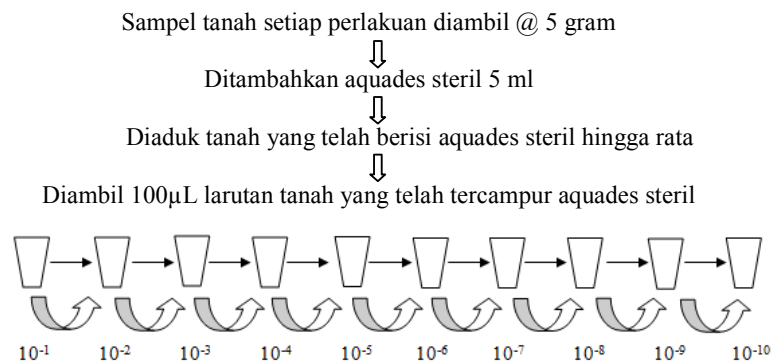 Sampel tanah setiap perlakuan diambil @ 5 gram
Ditambahkan aquades steril 5 ml
Diaduk tanah yang telah berisi aquades steril hingga rata
Diambil 100µL larutan tanah yang telah tercampur aquades steril
10⁻¹ 10⁻² 10⁻³ 10⁻⁴ 10⁻⁵ 10⁻⁶ 10⁻⁷ 10⁻⁸ 10⁻⁹ 10⁻¹⁰